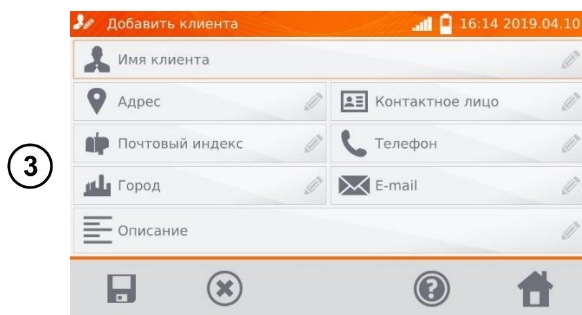 Добавить клиента 16:14 2019.04.10
Имя клиента
Адрес Контактное лицо
Почтовый индекс Телефон
3
Город E-mail
Описание